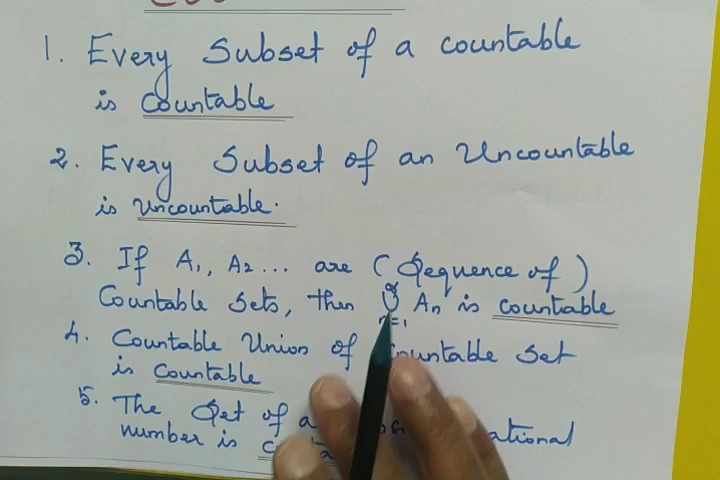 1. Every Subset of a countable
is countable
2. Every Subset of an Uncountable
is uncountable.
3. If A₁, A₂ ... are (Sequence of)
Countable sets, then ∪ Aₙ is countable
4. Countable Union of Countable Set
is countable
5. The Set of
number is